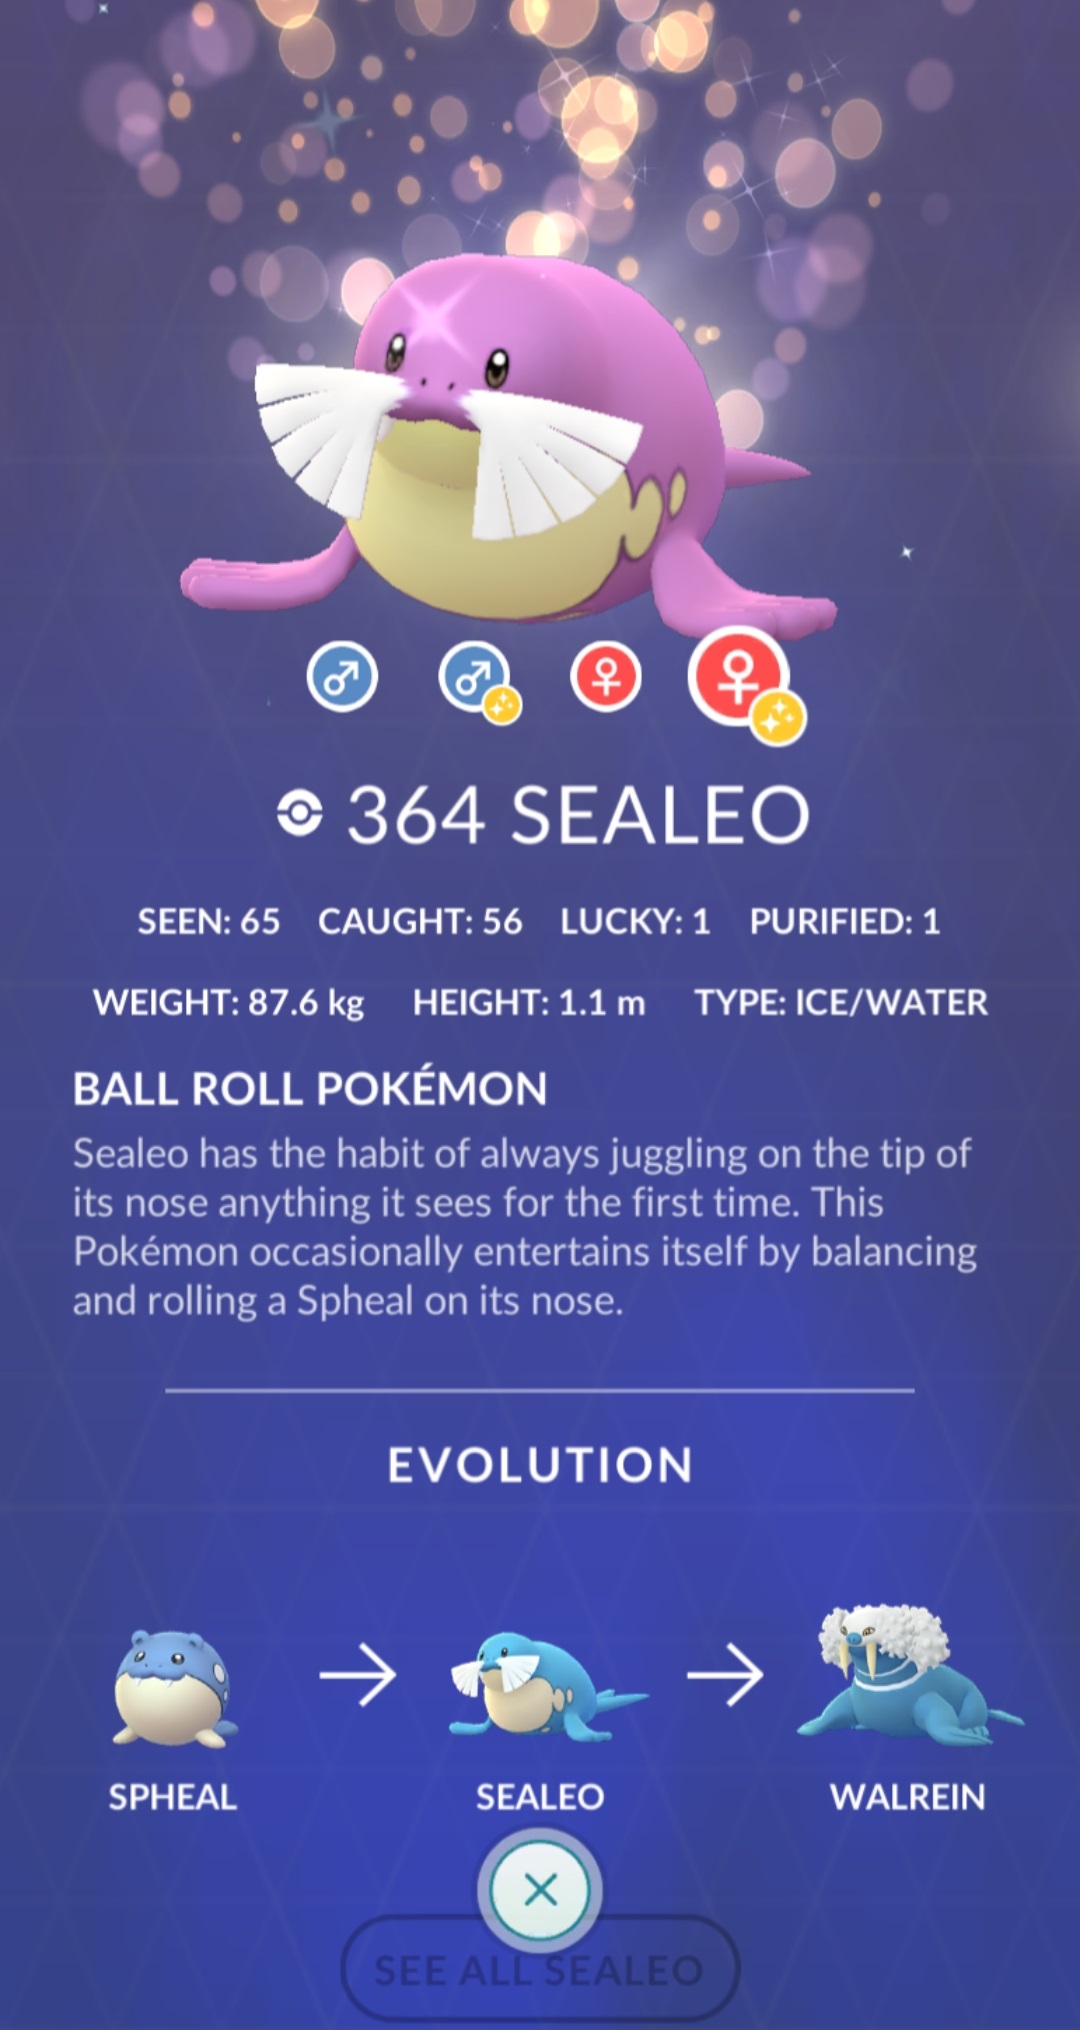 364 SEALEO
SEEN: 65 CAUGHT: 56 LUCKY: 1 PURIFIED: 1
WEIGHT: 87.6 kg HEIGHT: 1.1 m TYPE: ICE/WATER
BALL ROLL POKÉMON
Sealeo has the habit of always juggling on the tip of
its nose anything it sees for the first time. This
Pokémon occasionally entertains itself by balancing
and rolling a Spheal on its nose.
EVOLUTION
SPHEAL SEALEO WALREIN
SEE ALL SEALEO